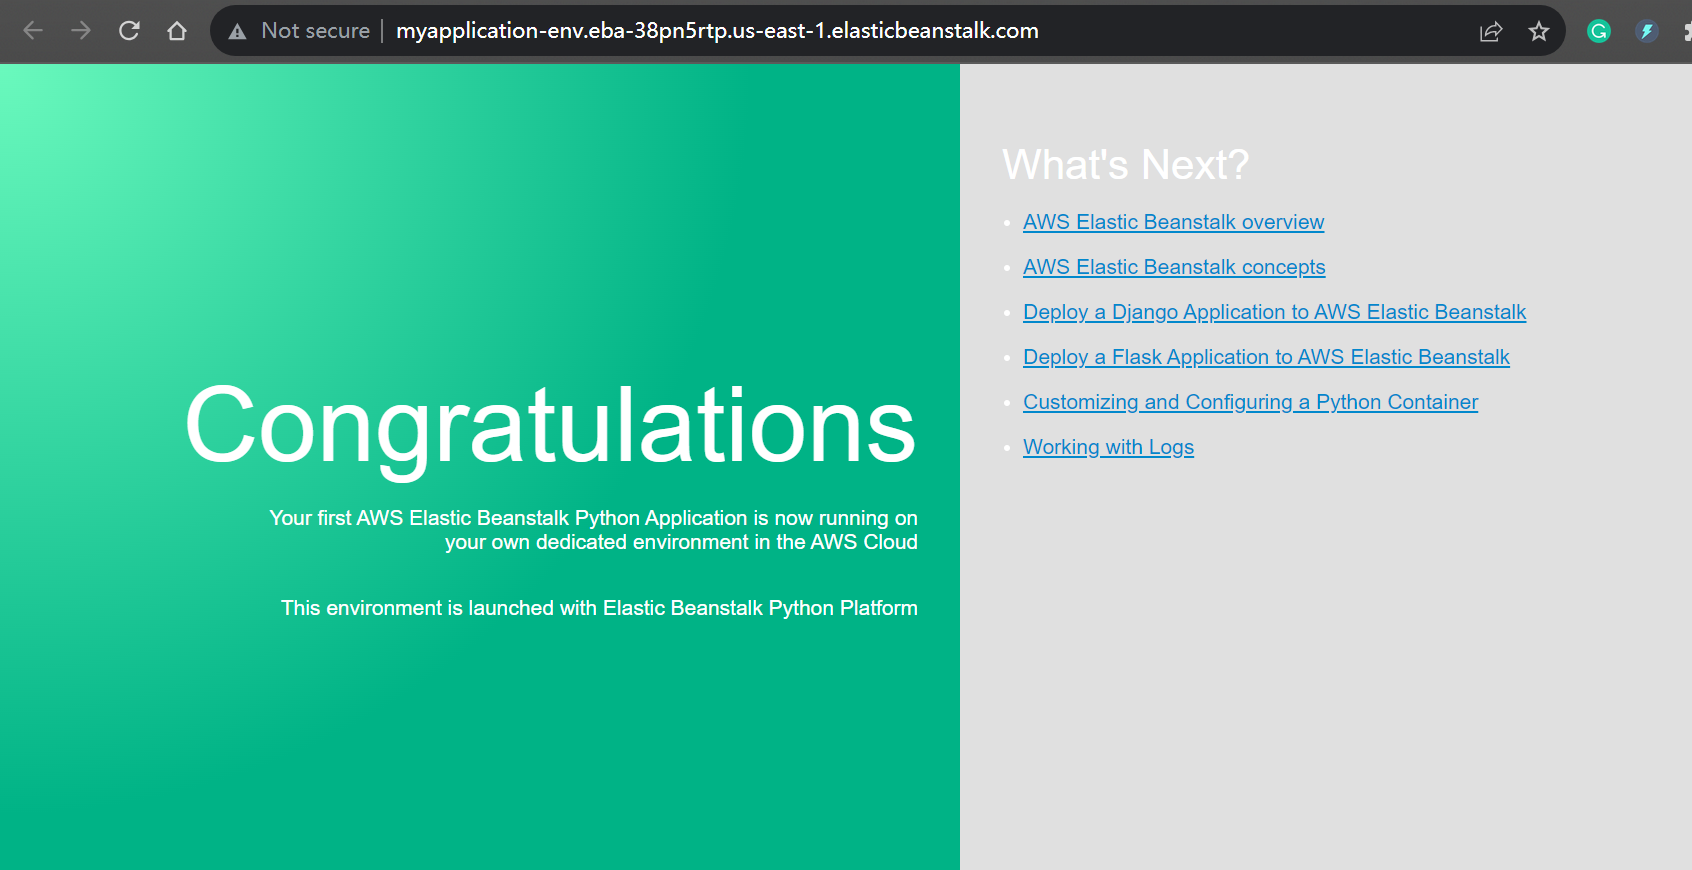 Not secure | myapplication-env.eba-38pn5rtp.us-east-1.elasticbeanstalk.com
Congratulations
Your first AWS Elastic Beanstalk Python Application is now running on
your own dedicated environment in the AWS Cloud
This environment is launched with Elastic Beanstalk Python Platform
What's Next?
AWS Elastic Beanstalk overview
AWS Elastic Beanstalk concepts
Deploy a Django Application to AWS Elastic Beanstalk
Deploy a Flask Application to AWS Elastic Beanstalk
Customizing and Configuring a Python Container
Working with Logs